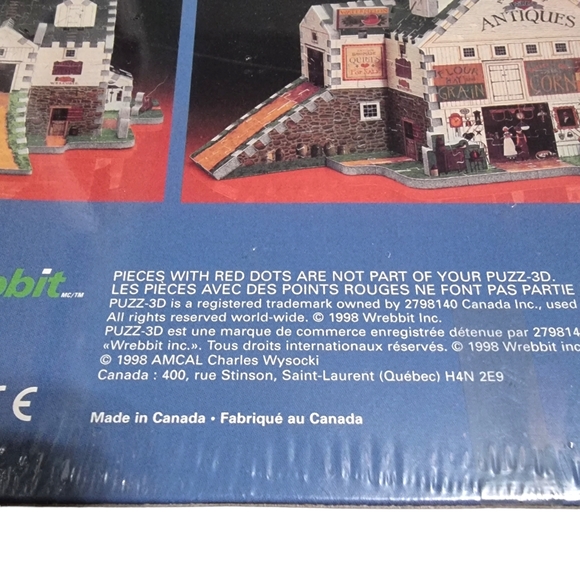 ANTIQUES
QUILTS
FLOUR
GRAIN
CORN
bbit MC/TM
PIECES WITH RED DOTS ARE NOT PART OF YOUR PUZZ-3D.
LES PIÈCES AVEC DES POINTS ROUGES NE FONT PAS PARTIE
PUZZ-3D is a registered trademark owned by 2798140 Canada Inc., used
All rights reserved world-wide. © 1998 Wrebbit Inc.
PUZZ-3D est une marque de commerce enregistrée détenue par 279814
«Wrebbit inc.». Tous droits internationaux réservés. © 1998 Wrebbit inc
© 1998 AMCAL Charles Wysocki
Canada : 400, rue Stinson, Saint-Laurent (Québec) H4N 2E9
CE
Made in Canada • Fabriqué au Canada